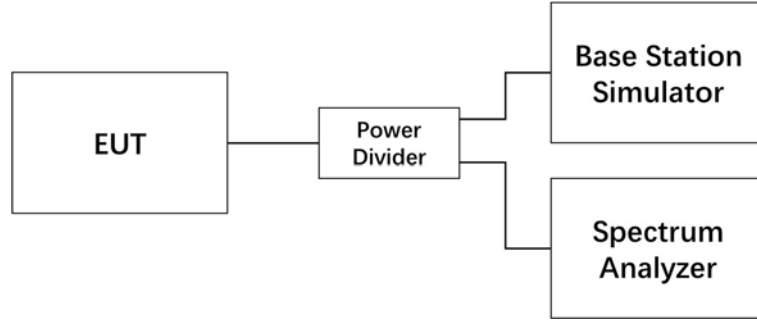 EUT
Power
Divider
Base Station
Simulator
Spectrum
Analyzer